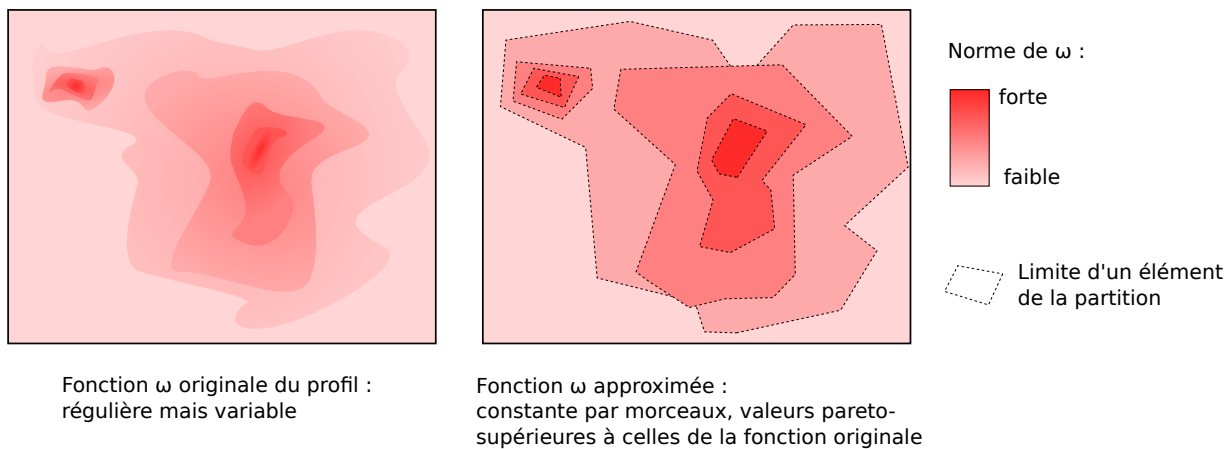 Norme de ω :
forte
faible
Limite d'un élément
de la partition
Fonction ω originale du profil :
régulière mais variable
Fonction ω approximée :
constante par morceaux, valeurs pareto-
supérieures à celles de la fonction originale